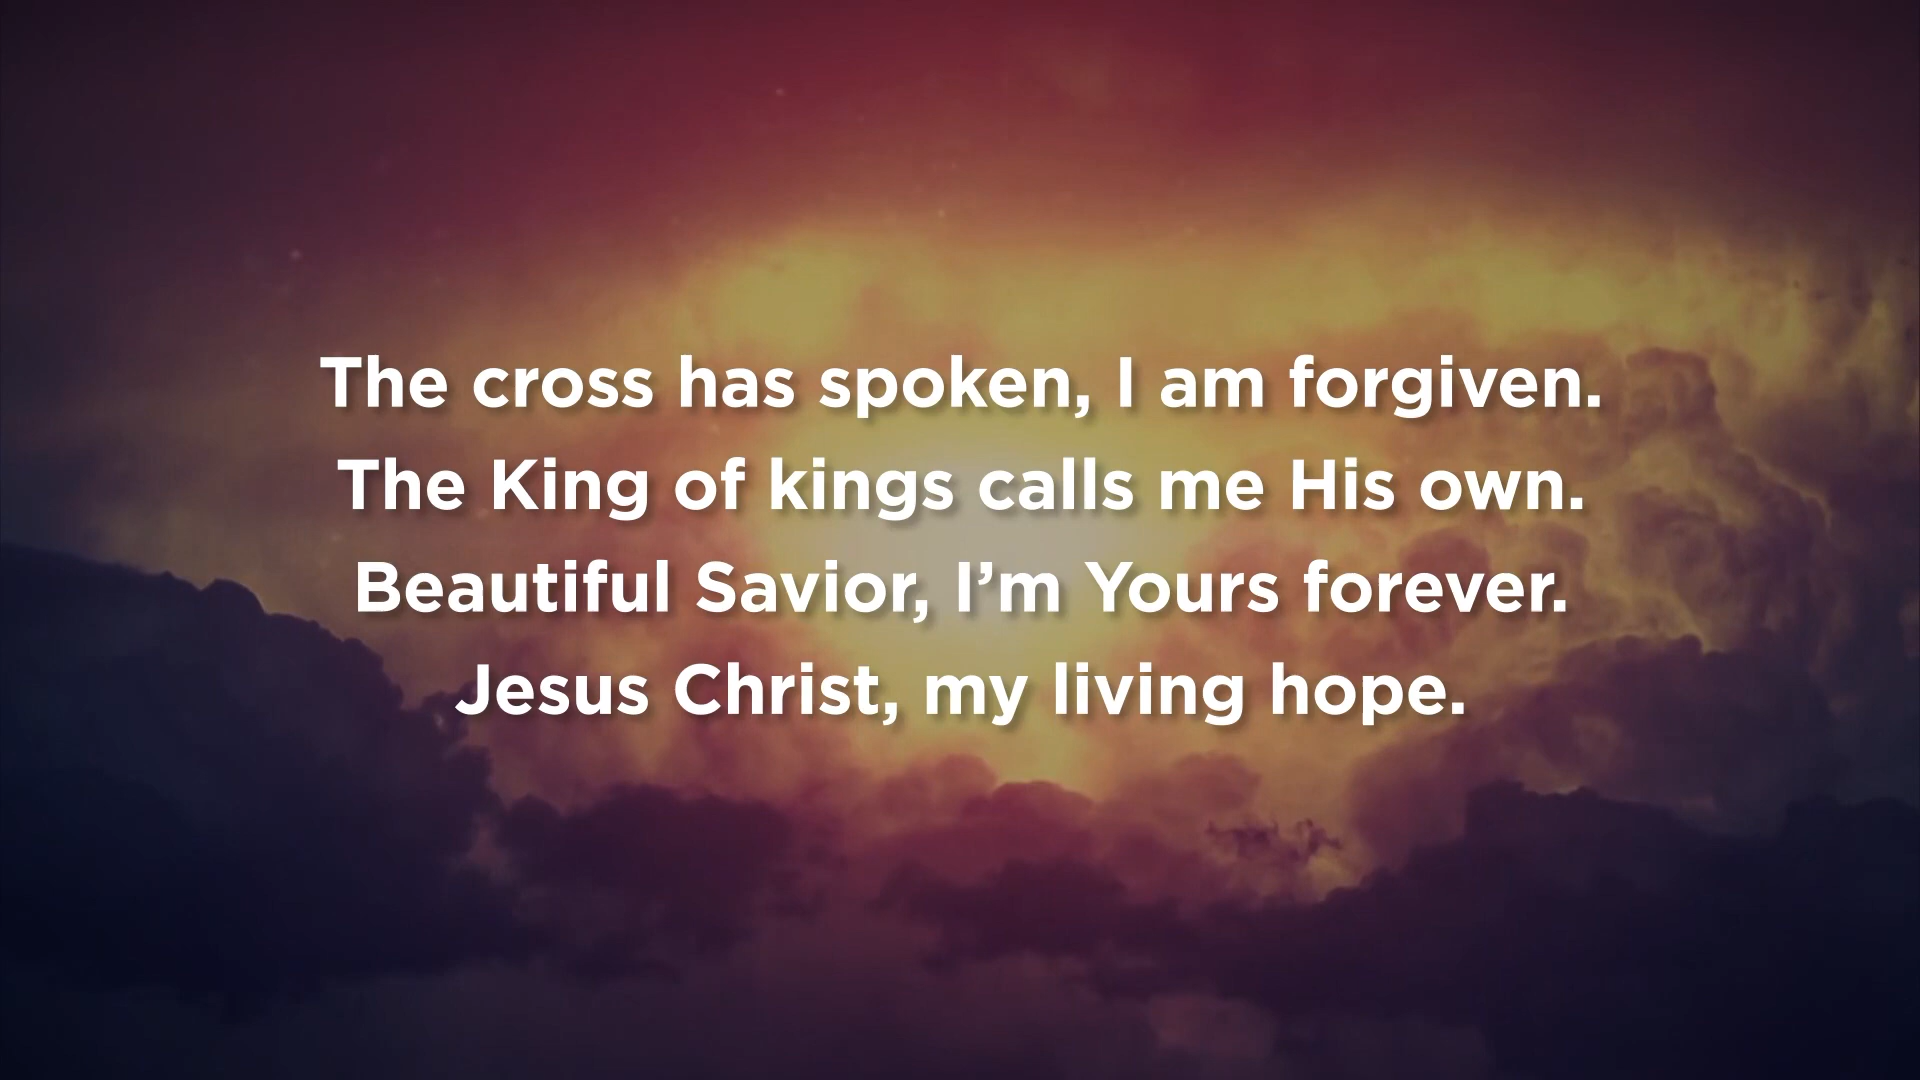 The cross has spoken, I am forgiven.
The King of kings calls me His own.
Beautiful Savior, I’m Yours forever.
Jesus Christ, my living hope.